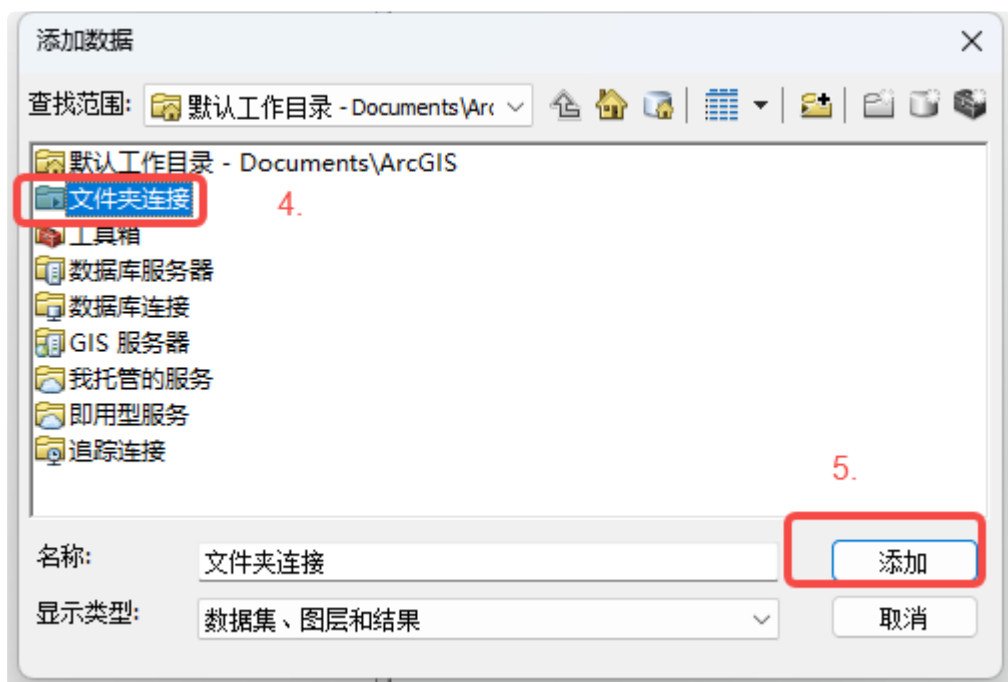 添加数据
查找范围: 默认工作目录 - Documents\Arc
默认工作目录 - Documents\ArcGIS
文件夹连接 4.
工具箱
数据库服务器
数据库连接
GIS 服务器
我托管的服务
即用型服务
追踪连接
5.
名称: 文件夹连接 添加
显示类型: 数据集、图层和结果 取消